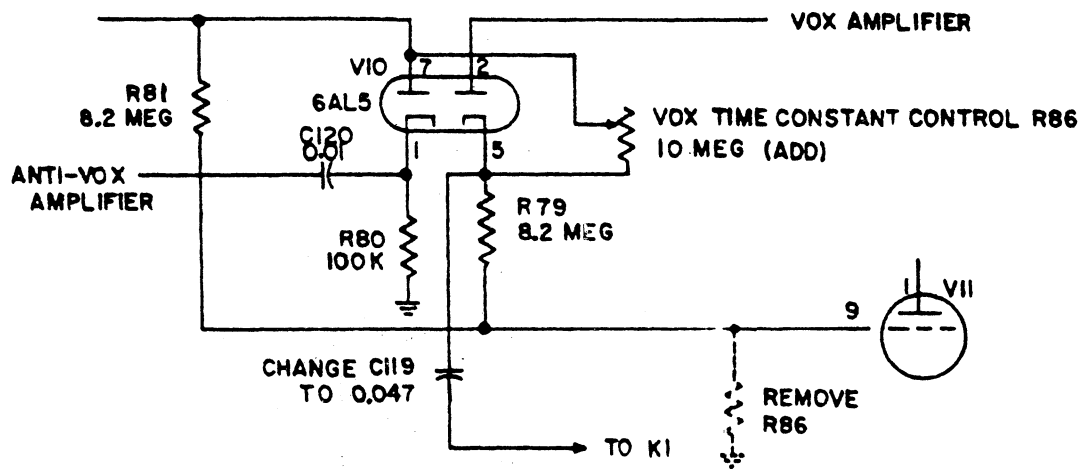 VOX AMPLIFIER
V10
7
2
6AL5
R81
8.2 MEG
VOX TIME CONSTANT CONTROL R86
10 MEG (ADD)
C120
0.01
1
5
ANTI-VOX
AMPLIFIER
R79
8.2 MEG
R80
100K
1
V11
9
CHANGE C119
TO 0.047
REMOVE
R86
TO K1